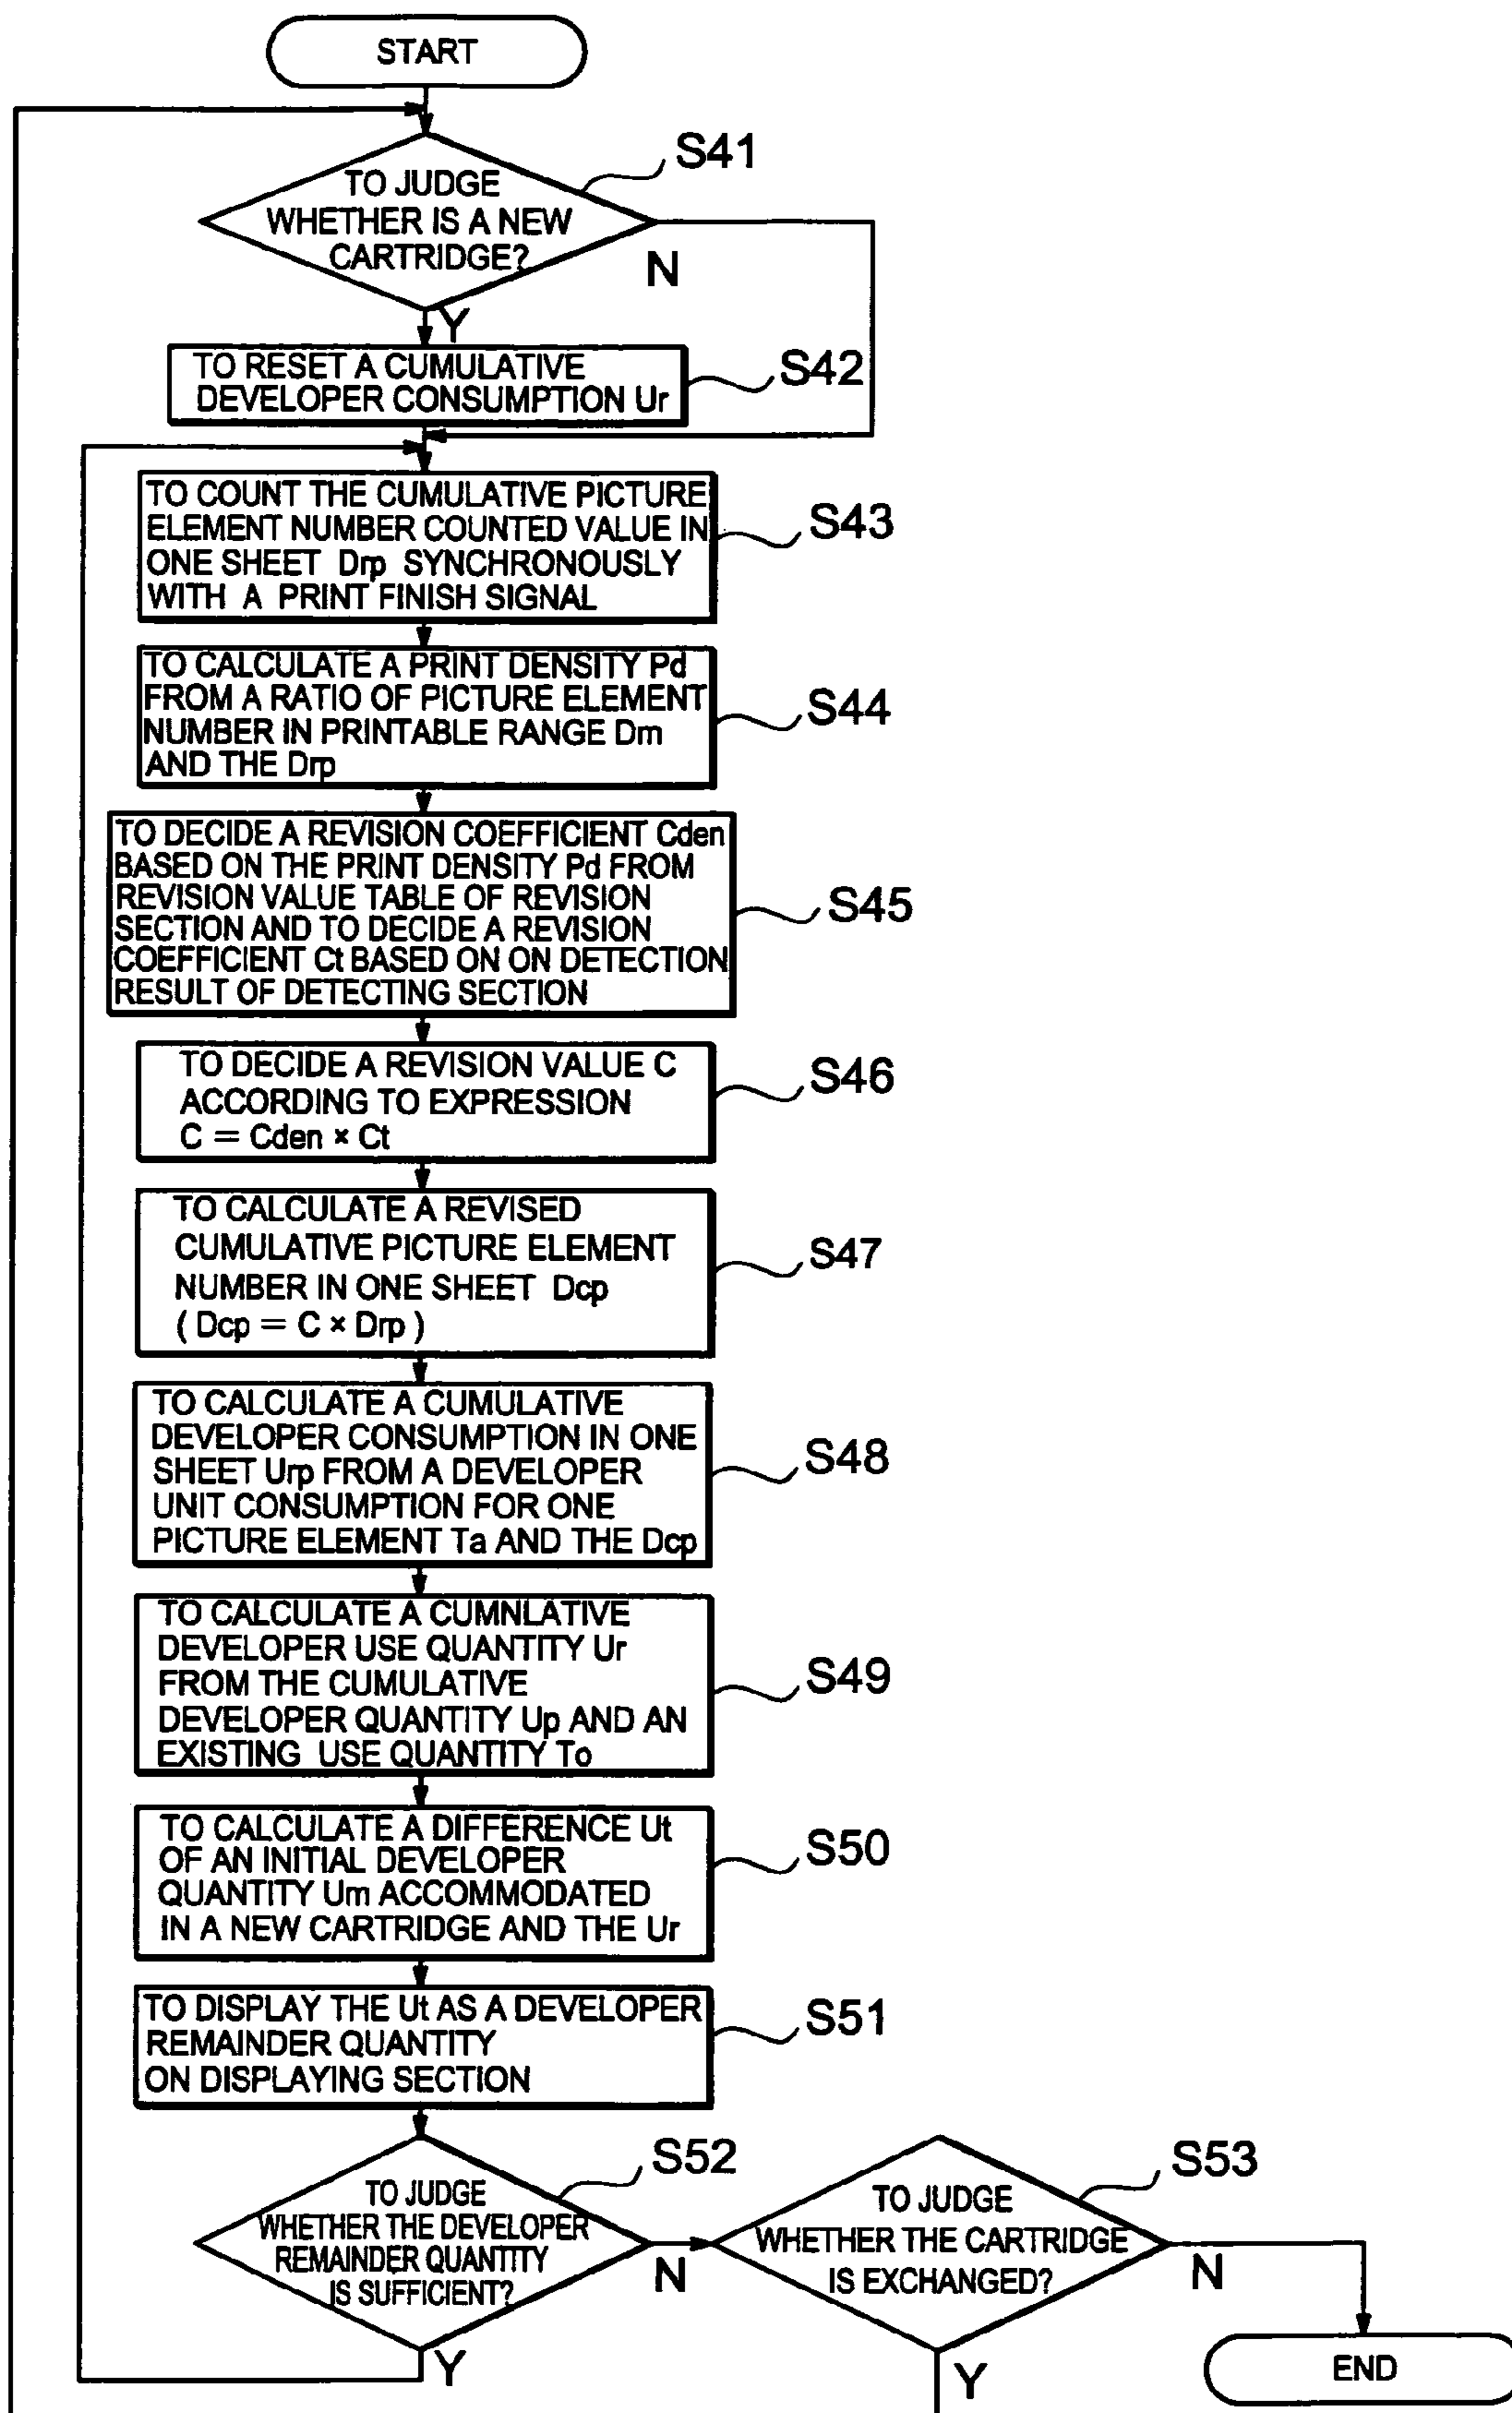 START
S41
TO JUDGE
WHETHER IS A NEW
CARTRIDGE?
N
Y
S42
TO RESET A CUMULATIVE
DEVELOPER CONSUMPTION Ur
S43
TO COUNT THE CUMULATIVE PICTURE
ELEMENT NUMBER COUNTED VALUE IN
ONE SHEET Drp SYNCHRONOUSLY
WITH A PRINT FINISH SIGNAL
S44
TO CALCULATE A PRINT DENSITY Pd
FROM A RATIO OF PICTURE ELEMENT
NUMBER IN PRINTABLE RANGE Dm
AND THE Drp
S45
TO DECIDE A REVISION COEFFICIENT Cden
BASED ON THE PRINT DENSITY Pd FROM
REVISION VALUE TABLE OF REVISION
SECTION AND TO DECIDE A REVISION
COEFFICIENT Ct BASED ON ON DETECTION
RESULT OF DETECTING SECTION
S46
TO DECIDE A REVISION VALUE C
ACCORDING TO EXPRESSION
C = Cden × Ct
S47
TO CALCULATE A REVISED
CUMULATIVE PICTURE ELEMENT
NUMBER IN ONE SHEET Dcp
( Dcp = C × Drp )
S48
TO CALCULATE A CUMULATIVE
DEVELOPER CONSUMPTION IN ONE
SHEET Urp FROM A DEVELOPER
UNIT CONSUMPTION FOR ONE
PICTURE ELEMENT Ta AND THE Dcp
S49
TO CALCULATE A CUMNLATIVE
DEVELOPER USE QUANTITY Ur
FROM THE CUMULATIVE
DEVELOPER QUANTITY Up AND AN
EXISTING USE QUANTITY To
S50
TO CALCULATE A DIFFERENCE Ut
OF AN INITIAL DEVELOPER
QUANTITY Um ACCOMMODATED
IN A NEW CARTRIDGE AND THE Ur
S51
TO DISPLAY THE Ut AS A DEVELOPER
REMAINDER QUANTITY
ON DISPLAYING SECTION
S52
TO JUDGE
WHETHER THE DEVELOPER
REMAINDER QUANTITY
IS SUFFICIENT?
N
Y
S53
TO JUDGE
WHETHER THE CARTRIDGE
IS EXCHANGED?
N
Y
END